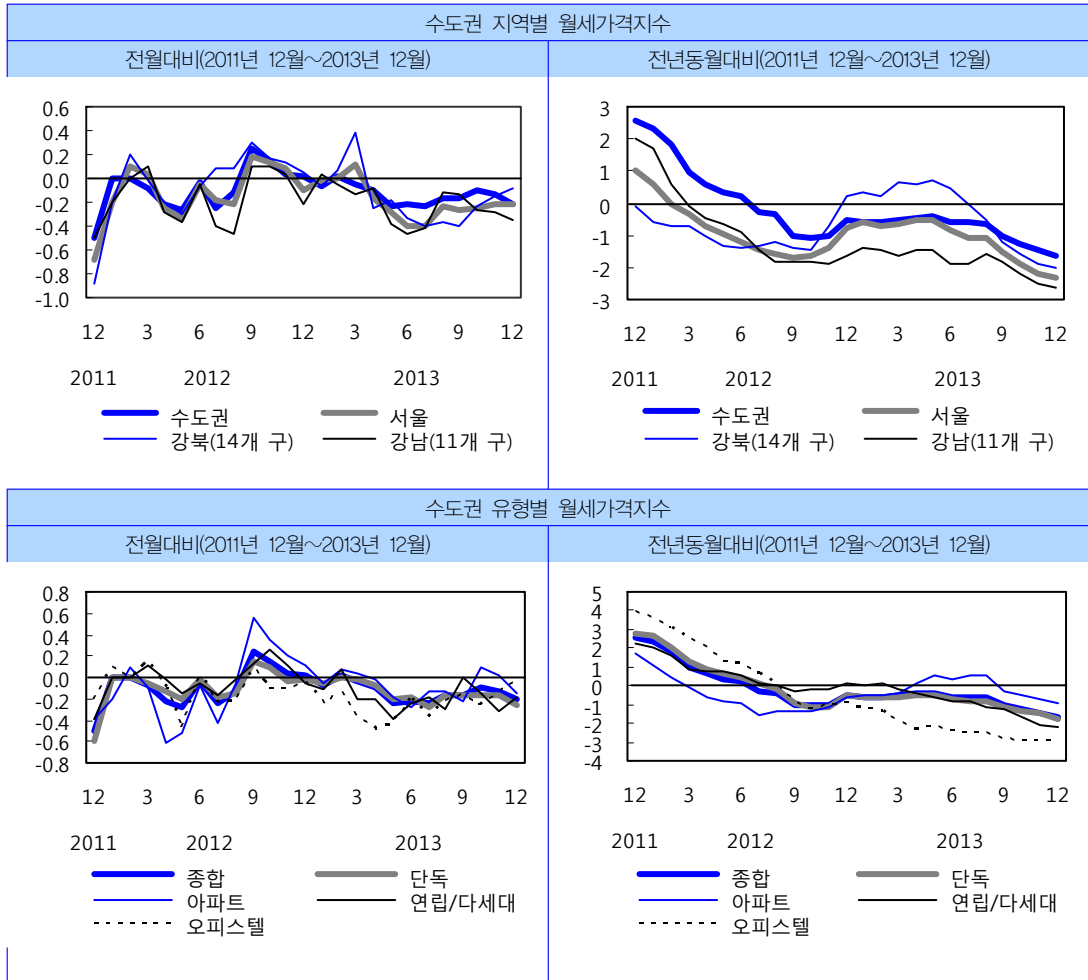 수도권 지역별 월세가격지수
전월대비(2011년 12월~2013년 12월)
전년동월대비(2011년 12월~2013년 12월)
0.6
0.4
0.2
0.0
-0.2
-0.4
-0.6
-0.8
-1.0
12 3 6 9 12 3 6 9 12
2011 2012 2013
수도권 서울
강북(14개 구) 강남(11개 구)
3
2
1
0
-1
-2
-3
12 3 6 9 12 3 6 9 12
2011 2012 2013
수도권 서울
강북(14개 구) 강남(11개 구)
수도권 유형별 월세가격지수
전월대비(2011년 12월~2013년 12월)
전년동월대비(2011년 12월~2013년 12월)
0.8
0.6
0.4
0.2
0.0
-0.2
-0.4
-0.6
-0.8
12 3 6 9 12 3 6 9 12
2011 2012 2013
종합 단독
아파트 연립/다세대
오피스텔
5
4
3
2
1
0
-1
-2
-3
-4
12 3 6 9 12 3 6 9 12
2011 2012 2013
종합 단독
아파트 연립/다세대
오피스텔